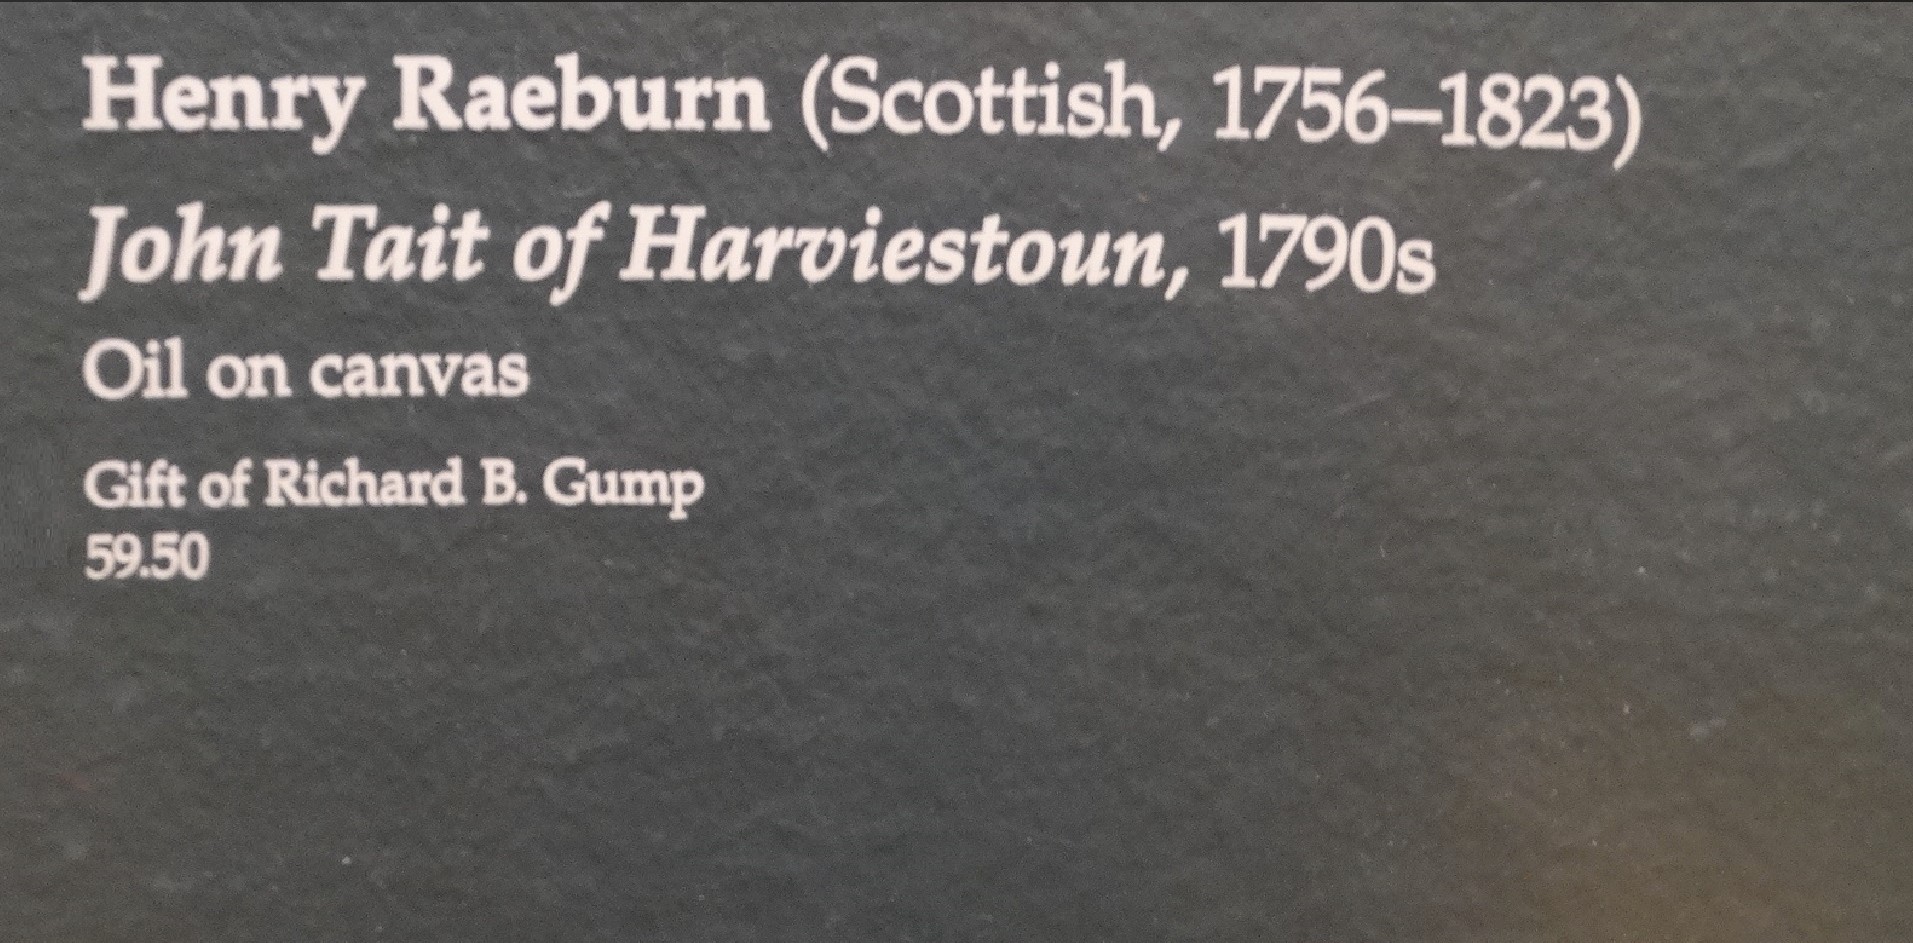 Henry Raeburn (Scottish, 1756–1823)
John Tait of Harviestoun, 1790s
Oil on canvas
Gift of Richard B. Gump
59.50